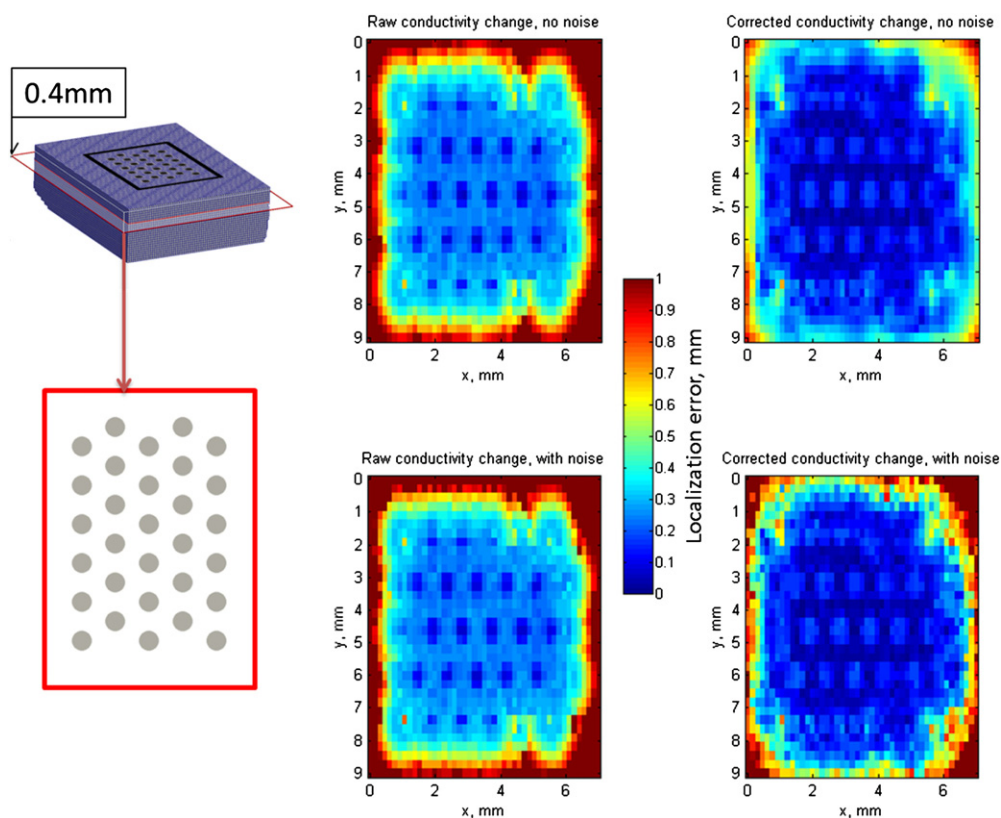 0.4mm
Raw conductivity change, no noise
0
1
2
3
4
5
6
7
8
9
y, mm
0 2 4 6
x, mm
Corrected conductivity change, no noise
0
1
2
3
4
5
6
7
8
9
y, mm
0 2 4 6
x, mm
1
0.9
0.8
0.7
0.6
0.5
0.4
0.3
0.2
0.1
0
Localization error, mm
Raw conductivity change, with noise
0
1
2
3
4
5
6
7
8
9
y, mm
0 2 4 6
x, mm
Corrected conductivity change, with noise
0
1
2
3
4
5
6
7
8
9
y, mm
0 2 4 6
x, mm